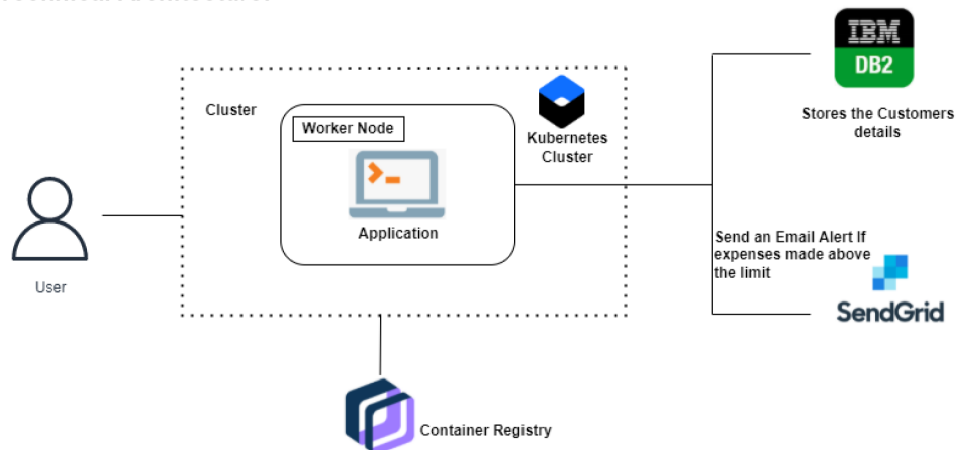 IBM
DB2
Stores the Customers
details
Cluster
Worker Node
Kubernetes
Cluster
Application
User
Send an Email Alert If
expenses made above
the limit
SendGrid
Container Registry